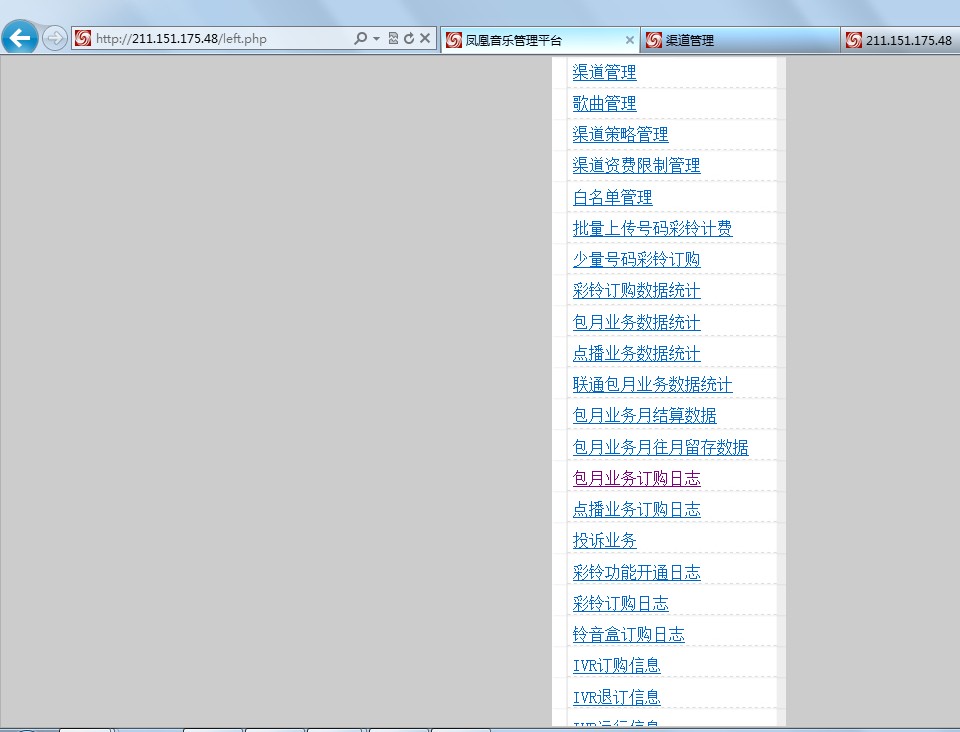 http://211.151.175.48/left.php
凤凰音乐管理平台
渠道管理
211.151.175.48
渠道管理
歌曲管理
渠道策略管理
渠道资费限制管理
白名单管理
批量上传号码彩铃计费
少量号码彩铃订购
彩铃订购数据统计
包月业务数据统计
点播业务数据统计
联通包月业务数据统计
包月业务月结算数据
包月业务月往月留存数据
包月业务订购日志
点播业务订购日志
投诉业务
彩铃功能开通日志
彩铃订购日志
铃音盒订购日志
IVR订购信息
IVR退订信息